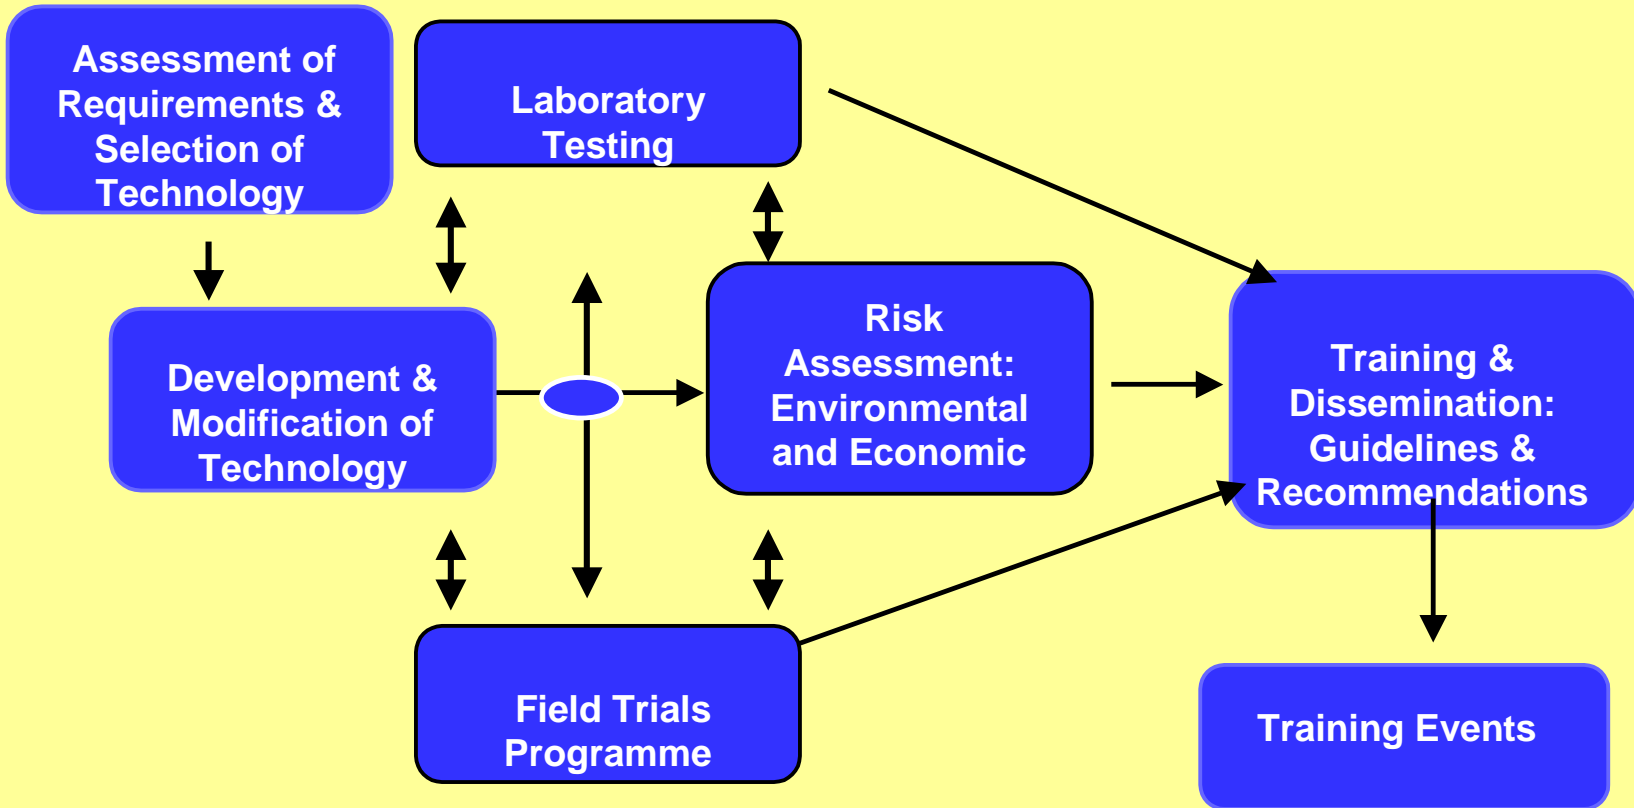 Assessment of
Requirements &
Selection of
Technology
Laboratory
Testing
Development &
Modification of
Technology
Risk
Assessment:
Environmental
and Economic
Training &
Dissemination:
Guidelines &
Recommendations
Field Trials
Programme
Training Events